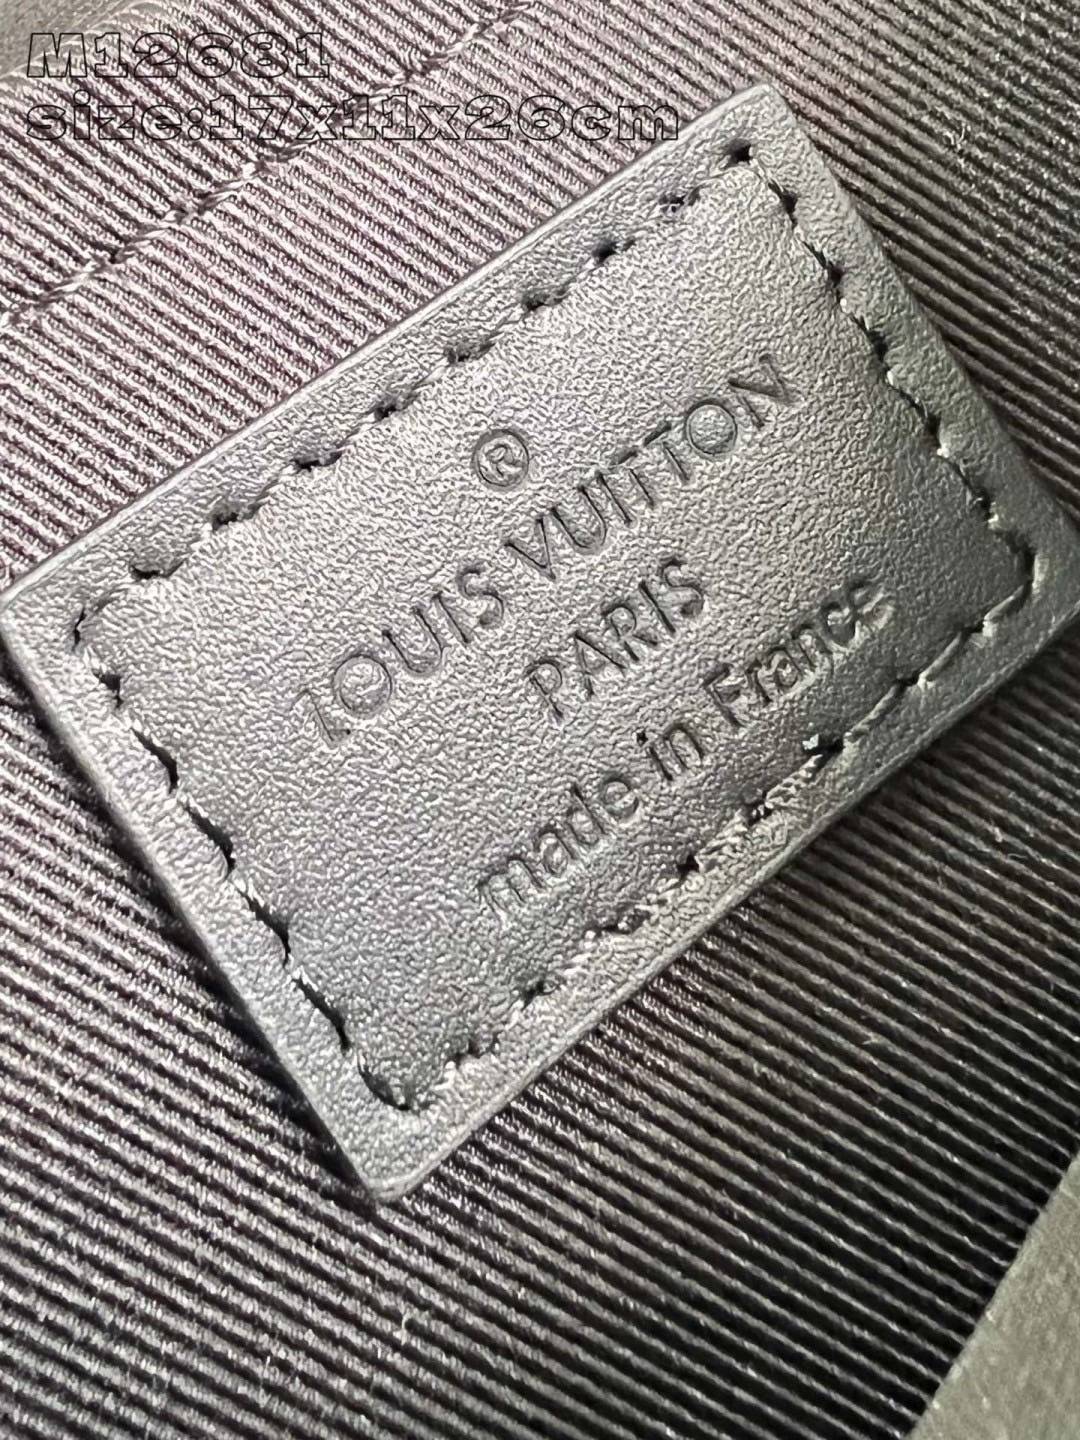 M12681
size:17x11x26cm
®
LOUIS VUITTON
PARIS
made in France